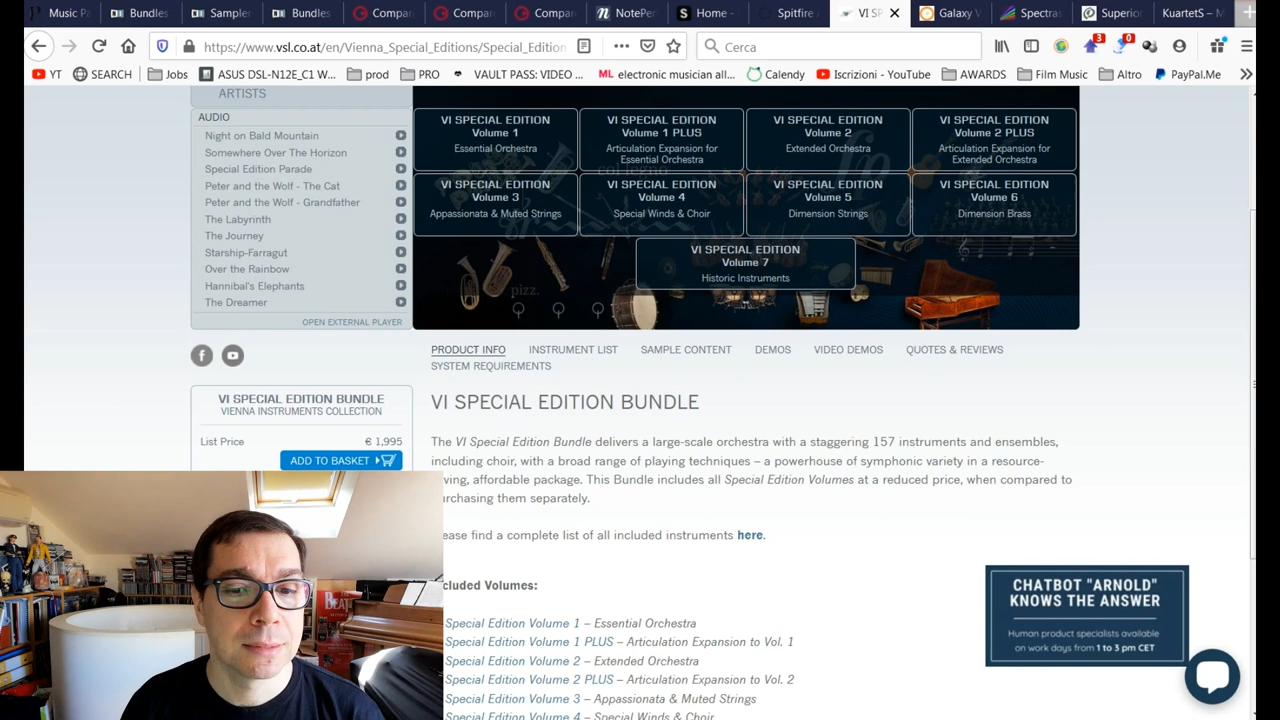 Music Pa
Bundles
Sampler
Bundles
Compar
Compar
Compar
NotePer
Home -
Spitfire
VI SP
Galaxy V
Spectras
Superior
KuartetS – M
https://www.vsl.co.at/en/Vienna_Special_Editions/Special_Edition
Cerca
3
0
YT
SEARCH
Jobs
ASUS DSL-N12E_C1 W...
prod
PRO
VAULT PASS: VIDEO ...
ML electronic musician all...
Calendy
Iscrizioni - YouTube
AWARDS
Film Music
Altro
PayPal.Me
ARTISTS
AUDIO
Night on Bald Mountain
Somewhere Over The Horizon
Special Edition Parade
Peter and the Wolf - The Cat
Peter and the Wolf - Grandfather
The Labyrinth
The Journey
Starship-Farragut
Over the Rainbow
Hannibal's Elephants
The Dreamer
OPEN EXTERNAL PLAYER
VI SPECIAL EDITION
Volume 1
Essential Orchestra
VI SPECIAL EDITION
Volume 1 PLUS
Articulation Expansion for
Essential Orchestra
VI SPECIAL EDITION
Volume 2
Extended Orchestra
VI SPECIAL EDITION
Volume 2 PLUS
Articulation Expansion for
Extended Orchestra
col legno
VI SPECIAL EDITION
Volume 3
Appassionata & Muted Strings
VI SPECIAL EDITION
Volume 4
Special Winds & Choir
VI SPECIAL EDITION
Volume 5
Dimension Strings
VI SPECIAL EDITION
Volume 6
Dimension Brass
VI SPECIAL EDITION
Volume 7
Historic Instruments
pizz.
PRODUCT INFO
INSTRUMENT LIST
SAMPLE CONTENT
DEMOS
VIDEO DEMOS
QUOTES & REVIEWS
SYSTEM REQUIREMENTS
VI SPECIAL EDITION BUNDLE
VIENNA INSTRUMENTS COLLECTION
List Price € 1,995
ADD TO BASKET
VI SPECIAL EDITION BUNDLE
The VI Special Edition Bundle delivers a large-scale orchestra with a staggering 157 instruments and ensembles,
including choir, with a broad range of playing techniques – a powerhouse of symphonic variety in a resource-
ving, affordable package. This Bundle includes all Special Edition Volumes at a reduced price, when compared to
urchasing them separately.
ease find a complete list of all included instruments here.
cluded Volumes:
Special Edition Volume 1 – Essential Orchestra
Special Edition Volume 1 PLUS – Articulation Expansion to Vol. 1
Special Edition Volume 2 – Extended Orchestra
Special Edition Volume 2 PLUS – Articulation Expansion to Vol. 2
Special Edition Volume 3 – Appassionata & Muted Strings
Special Edition Volume 4 – Special Winds & Choir
CHATBOT "ARNOLD"
KNOWS THE ANSWER
Human product specialists available
on work days from 1 to 3 pm CET
BEAT